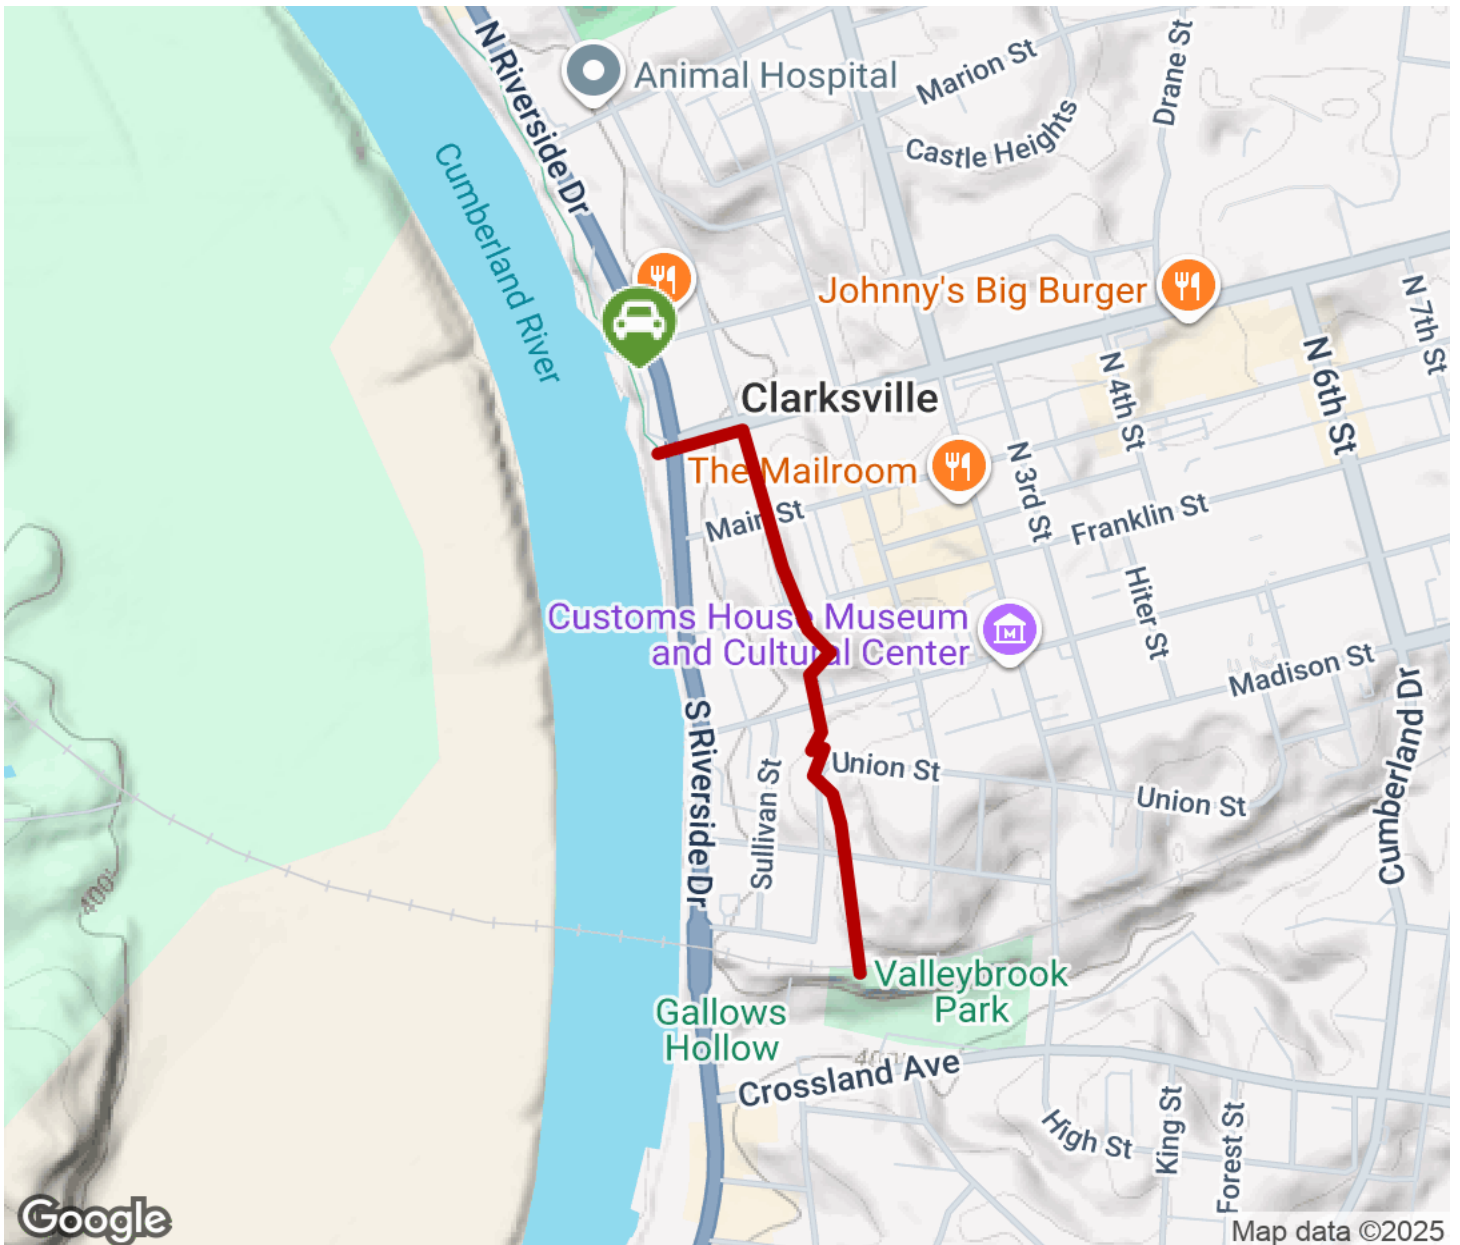 N Riverside Dr
Animal Hospital
Marion St
Drane St
Castle Heights
Cumberland River
Johnny's Big Burger
N 7th St
N 4th St
N 6th St
Clarksville
The Mailroom
N 3rd St
Main St
Franklin St
Hiter St
Customs House Museum
and Cultural Center
Madison St
Cumberland Dr
S Riverside Dr
Sullivan St
Union St
Union St
400'
Valleybrook
Park
Gallows
Hollow
Crossland Ave
High St
King St
Forest St
Google
Map data ©2025